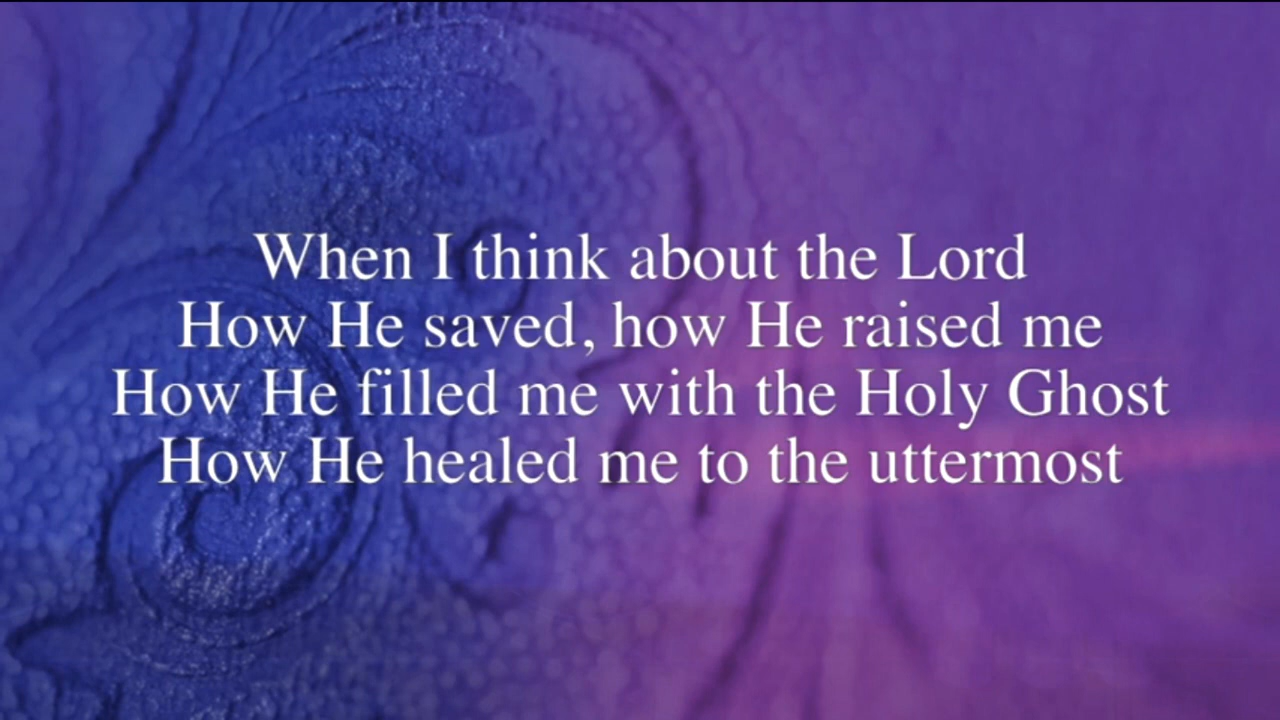 When I think about the Lord
How He saved, how He raised me
How He filled me with the Holy Ghost
How He healed me to the uttermost